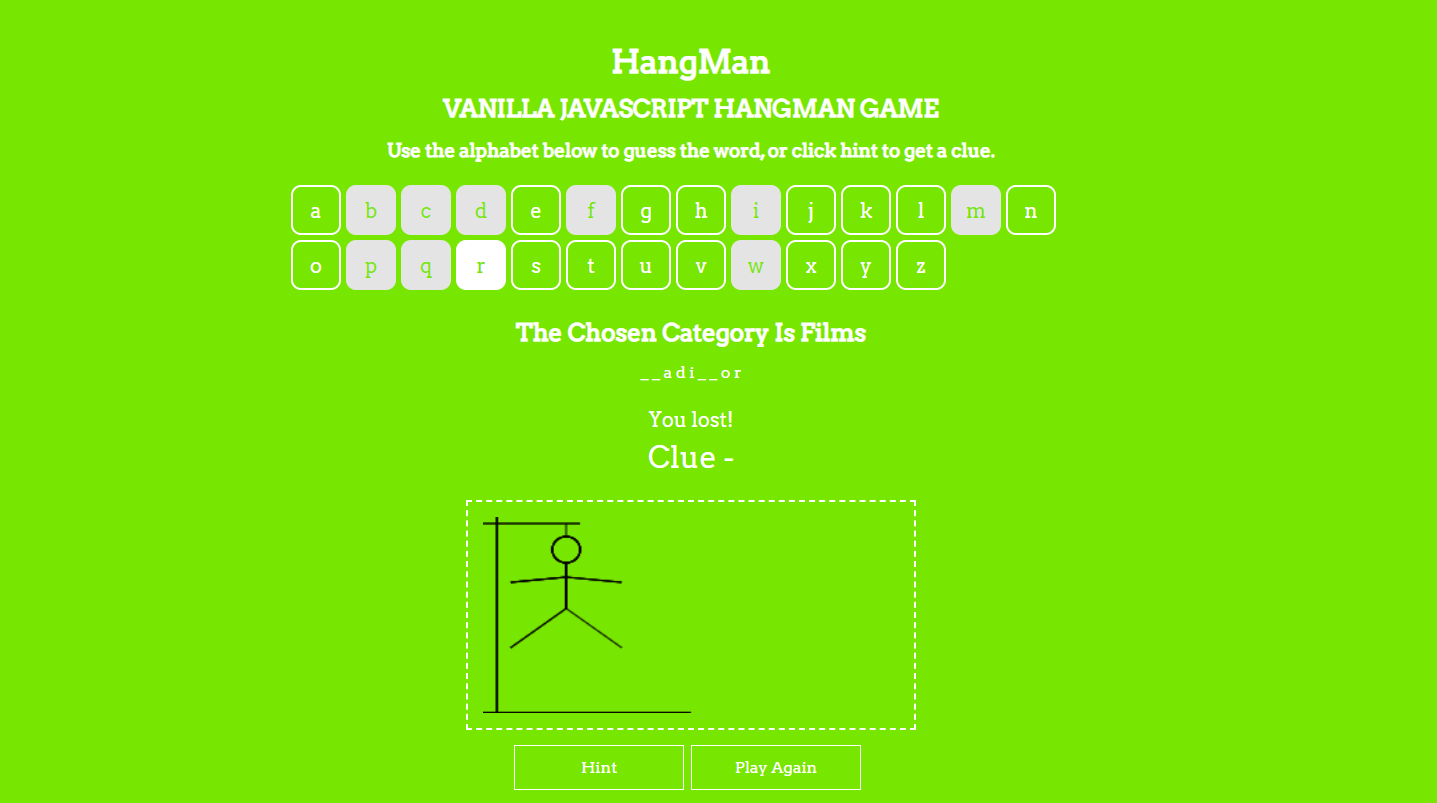 HangMan
VANILLA JAVASCRIPT HANGMAN GAME
Use the alphabet below to guess the word, or click hint to get a clue.
a b c d e f g h i j k l m n
o p q r s t u v w x y z
The Chosen Category Is Films
_ _ a d i _ _ o r
You lost!
Clue -
Hint Play Again